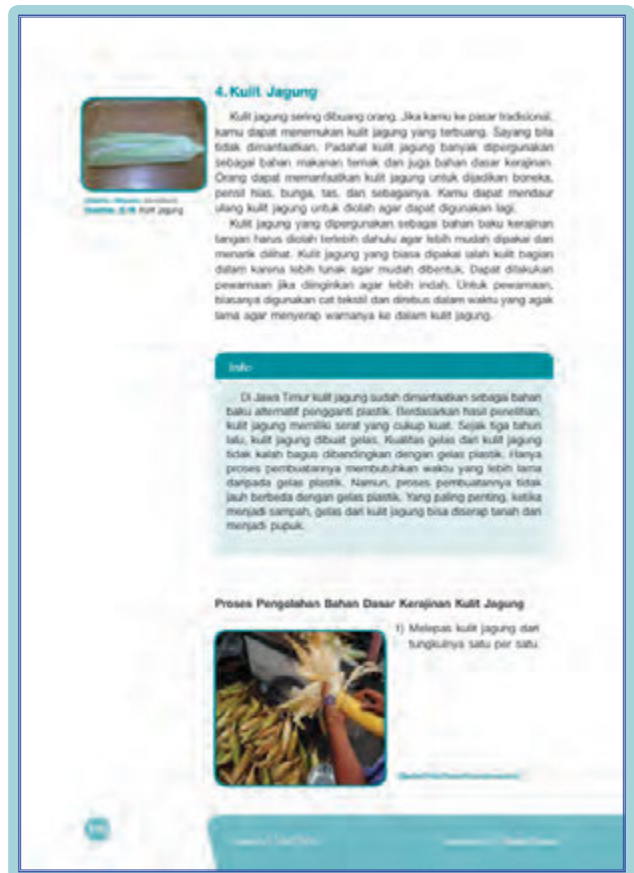 4. Kulit Jagung
Kulit jagung sering dibuang orang. Jika kamu ke pasar tradisional,
kamu dapat menemukan kulit jagung yang terbuang. Sayang bila
tidak dimanfaatkan. Padahal kulit jagung banyak dipergunakan
sebagai bahan makanan ternak dan juga bahan dasar kerajinan.
Orang dapat memanfaatkan kulit jagung untuk dijadikan boneka,
pensil hias, bunga, tas, dan sebagainya. Kamu dapat mendaur
ulang kulit jagung untuk diolah agar dapat digunakan lagi.
Kulit jagung yang dipergunakan sebagai bahan baku kerajinan
tangan harus diolah terlebih dahulu agar lebih mudah dipakai dan
menarik dilihat. Kulit jagung yang biasa dipakai ialah kulit bagian
dalam karena lebih lunak agar mudah dibentuk. Dapat dilakukan
pewarnaan jika diinginkan agar lebih indah. Untuk pewarnaan,
biasanya digunakan cat tekstil dan direbus dalam waktu yang agak
lama agar menyerap warnanya ke dalam kulit jagung.
Kulit jagung
Info
Di Jawa Timur kulit jagung sudah dimanfaatkan sebagai bahan
baku alternatif pengganti plastik. Berdasarkan hasil penelitian,
kulit jagung memiliki serat yang cukup kuat. Sejak tiga tahun
lalu, kulit jagung dibuat gelas. Kualitas gelas dari kulit jagung
tidak kalah bagus dibandingkan dengan gelas plastik. Hanya
proses pembuatannya membutuhkan waktu yang lebih lama
daripada gelas plastik. Namun, proses pembuatannya tidak
jauh berbeda dengan gelas plastik. Yang paling penting, ketika
menjadi sampah, gelas dari kulit jagung bisa diserap tanah dan
menjadi pupuk.
Proses Pengolahan Bahan Dasar Kerajinan Kulit Jagung
1) Melepas kulit jagung dari
tungkulnya satu per satu.